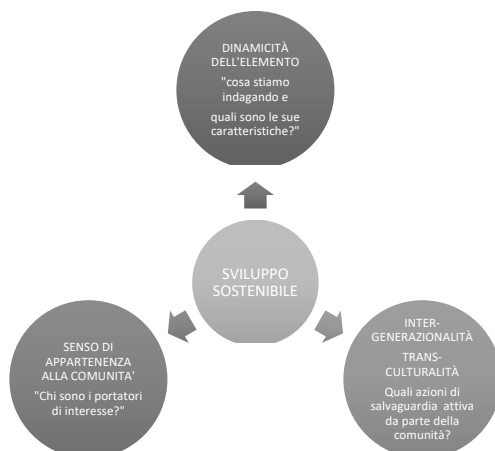 DINAMICITÀ
DELL'ELEMENTO
"cosa stiamo
indagando e
quali sono le sue
caratteristiche?"
SVILUPPO
SOSTENIBILE
SENSO DI
APPARTENENZA
ALLA COMUNITA'
"Chi sono i portatori
di interesse?"
INTER-
GENERAZIONALITÀ
TRANS-
CULTURALITÀ
Quali azioni di
salvaguardia attiva
da parte della
comunità?